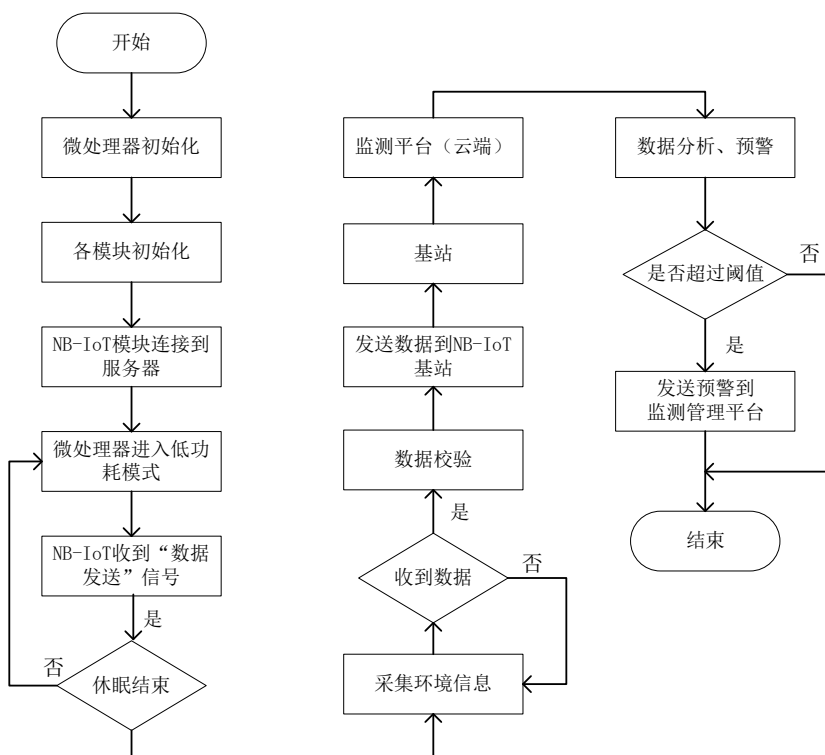 开始
微处理器初始化
各模块初始化
NB-IoT模块连接到
服务器
微处理器进入低功
耗模式
NB-IoT收到“数据
发送”信号
是
否
休眠结束
监测平台（云端）
基站
发送数据到NB-IoT
基站
数据校验
是
收到数据
否
采集环境信息
数据分析、预警
是否超过阈值
否
是
发送预警到
监测管理平台
结束